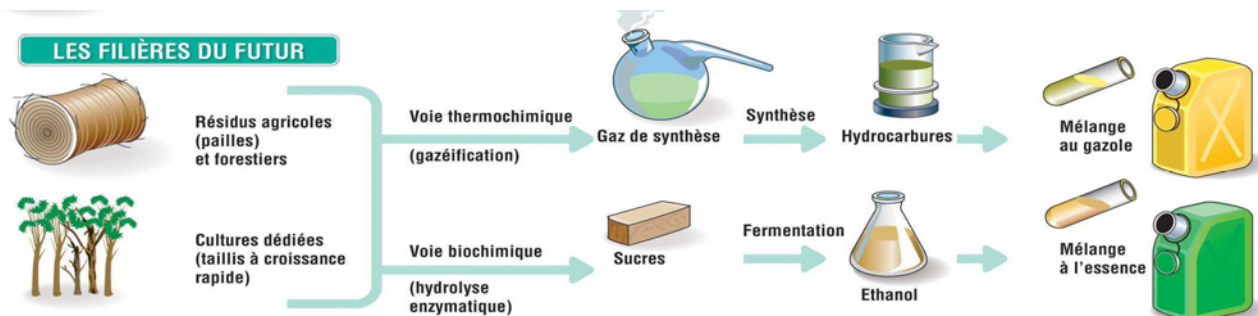 LES FILIÈRES DU FUTUR
Résidus agricoles
(pailles)
et forestiers
Cultures dédiées
(taillis à croissance
rapide)
Voie thermochimique
(gazéification)
Gaz de synthèse
Synthèse
Hydrocarbures
Mélange
au gazole
Voie biochimique
(hydrolyse
enzymatique)
Sucres
Fermentation
Ethanol
Mélange
à l'essence